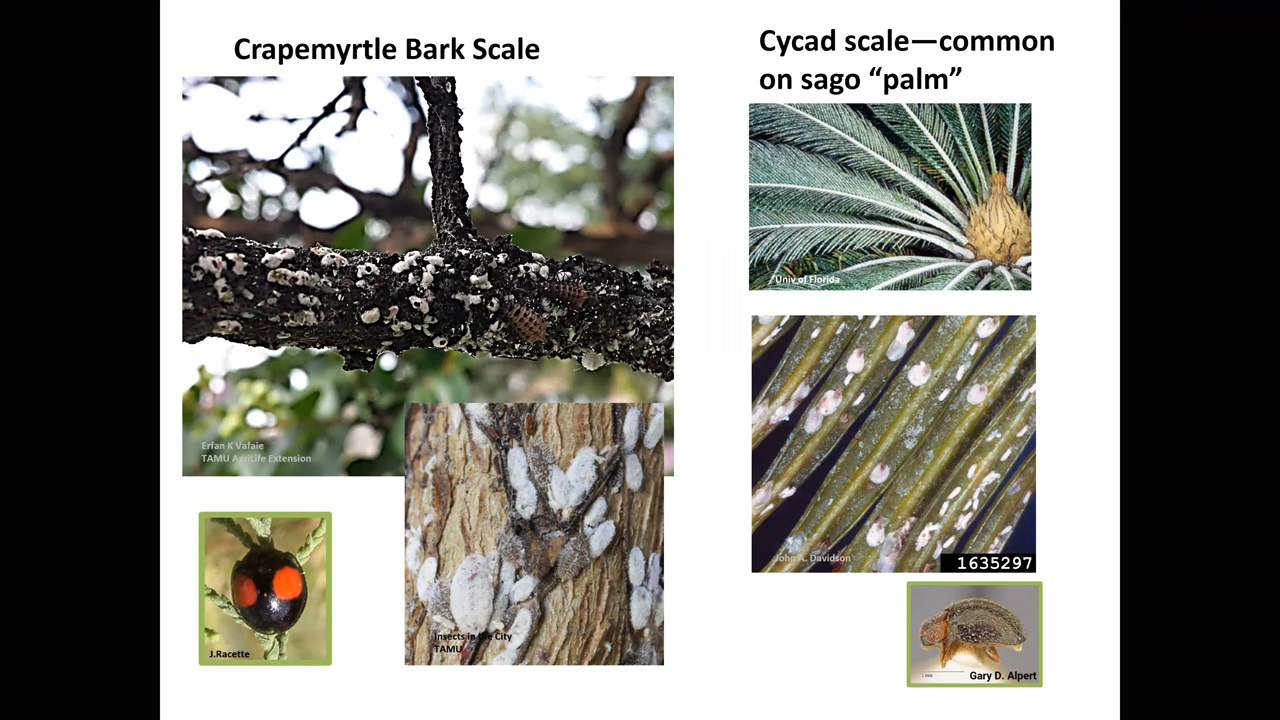 Crapemyrtle Bark Scale
Erfan K Vafaie
TAMU AgriLife Extension
Insects in the City
TAMU
J.Racette
Cycad scale—common
on sago “palm”
Univ of Florida
John A. Davidson
1635297
Gary D. Alpert